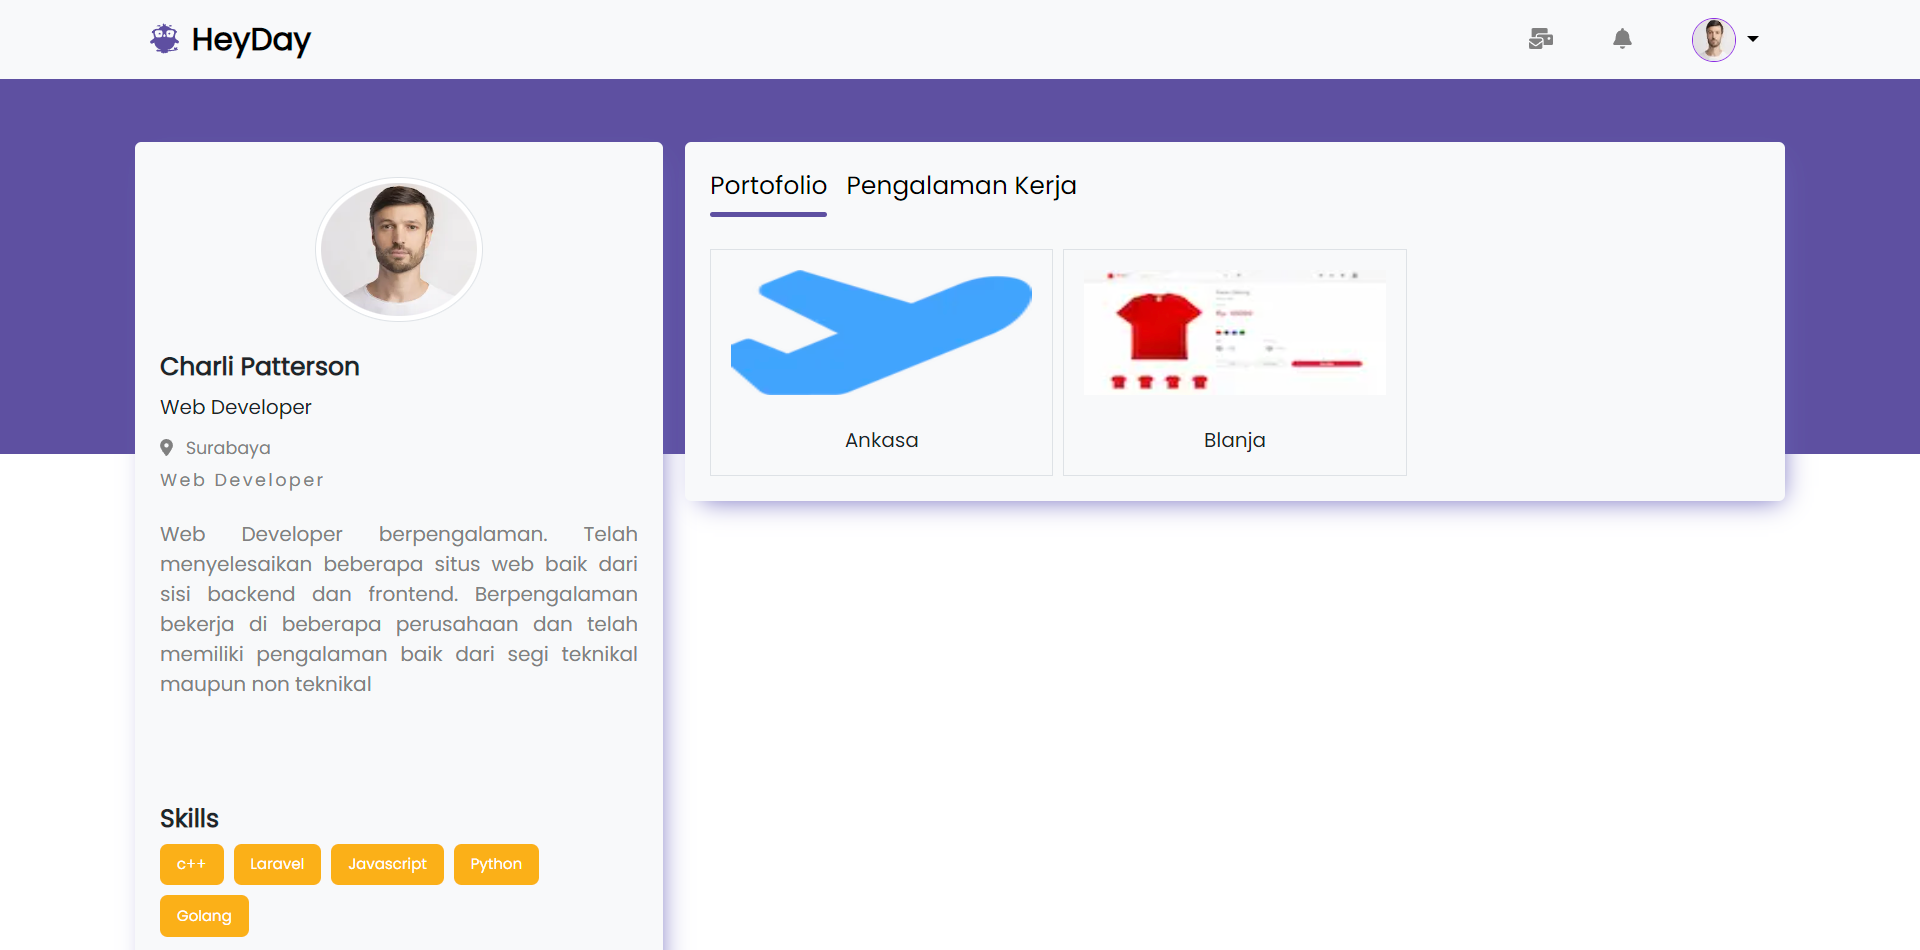 HeyDay
Portofolio Pengalaman Kerja
Ankasa
Blanja
Charli Patterson
Web Developer
Surabaya
Web Developer
Web Developer berpengalaman. Telah
menyelesaikan beberapa situs web baik dari
sisi backend dan frontend. Berpengalaman
bekerja di beberapa perusahaan dan telah
memiliki pengalaman baik dari segi teknikal
maupun non teknikal
Skills
c++ Laravel Javascript Python
Golang